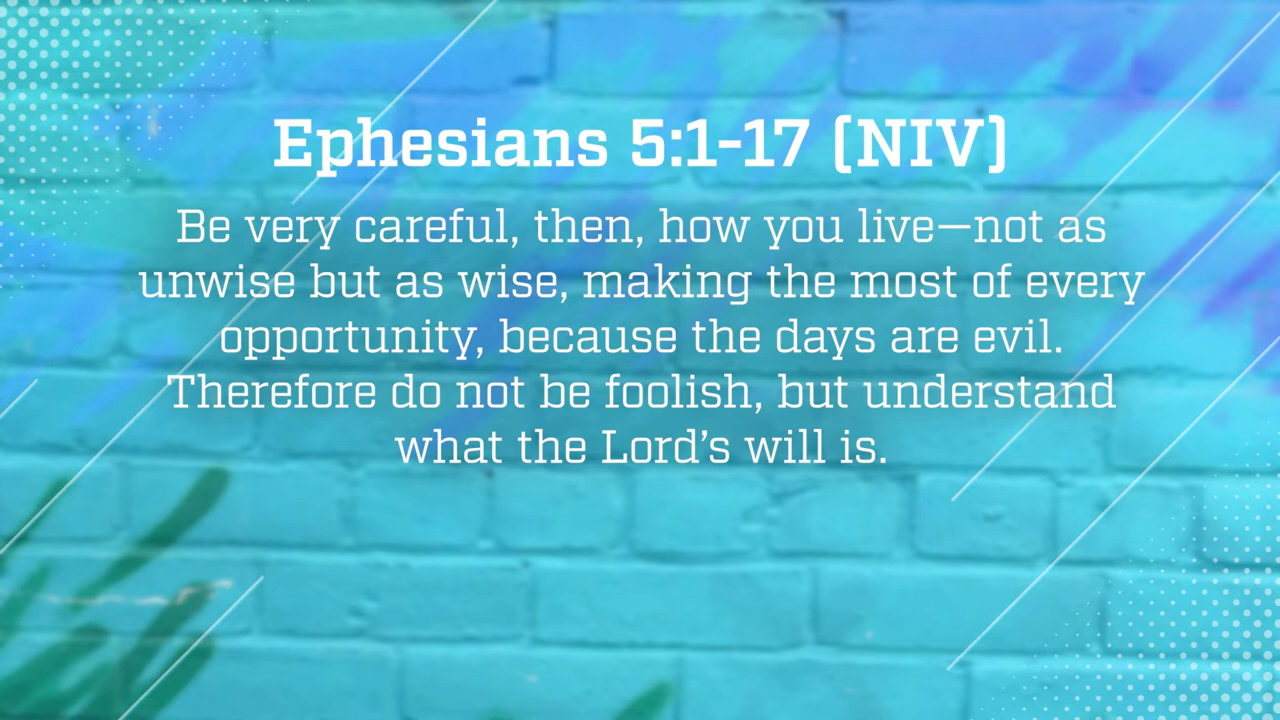 Ephesians 5:1-17 (NIV)
Be very careful, then, how you live—not as
unwise but as wise, making the most of every
opportunity, because the days are evil.
Therefore do not be foolish, but understand
what the Lord’s will is.